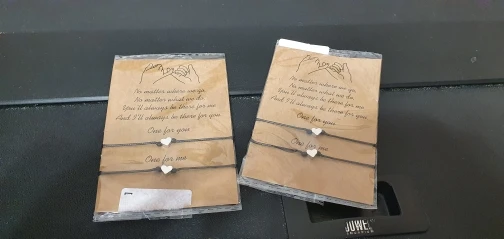 No matter where we go
No matter what we do
You'll always be there for me
And I'll always be there for you
One for you
One for me
No matter where we go
No matter what we do
You'll always be there for me
And I'll always be there for you
One for you
One for me